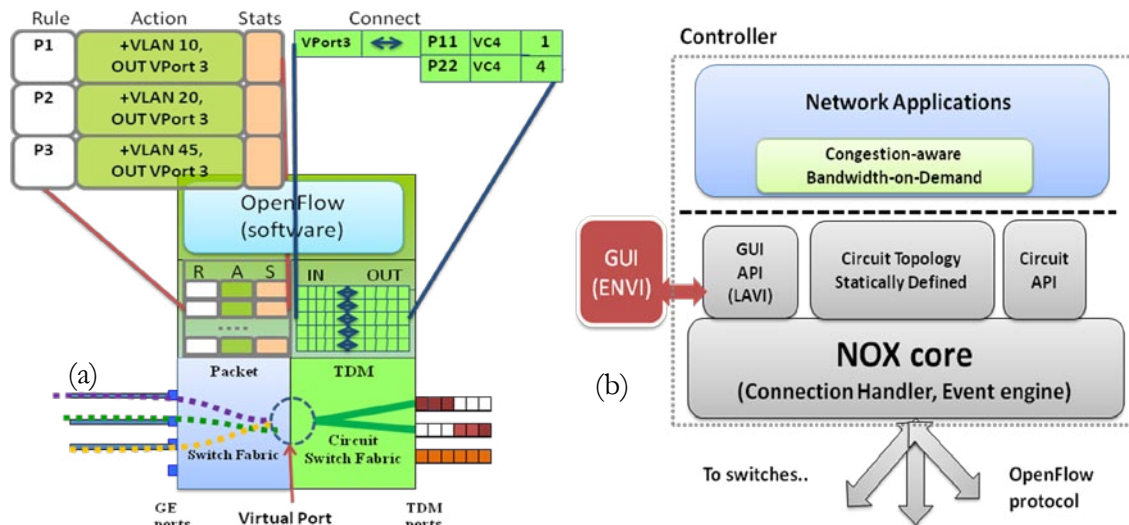 Rule Action Stats Connect
P1 +VLAN 10,
OUT VPort 3
P2 +VLAN 20,
OUT VPort 3
P3 +VLAN 45,
OUT VPort 3
VPort3 P11 VC4 1
P22 VC4 4
OpenFlow
(software)
R A S IN OUT
....
(a)
Packet TDM
Switch Fabric
Circuit
Switch Fabric
GE
ports
Virtual Port
TDM
ports
Controller
Network Applications
Congestion-aware
Bandwidth-on-Demand
GUI
(ENVI)
GUI
API
(LAVI)
Circuit Topology
Statically Defined
Circuit
API
NOX core
(Connection Handler, Event engine)
(b)
To switches..
OpenFlow
protocol